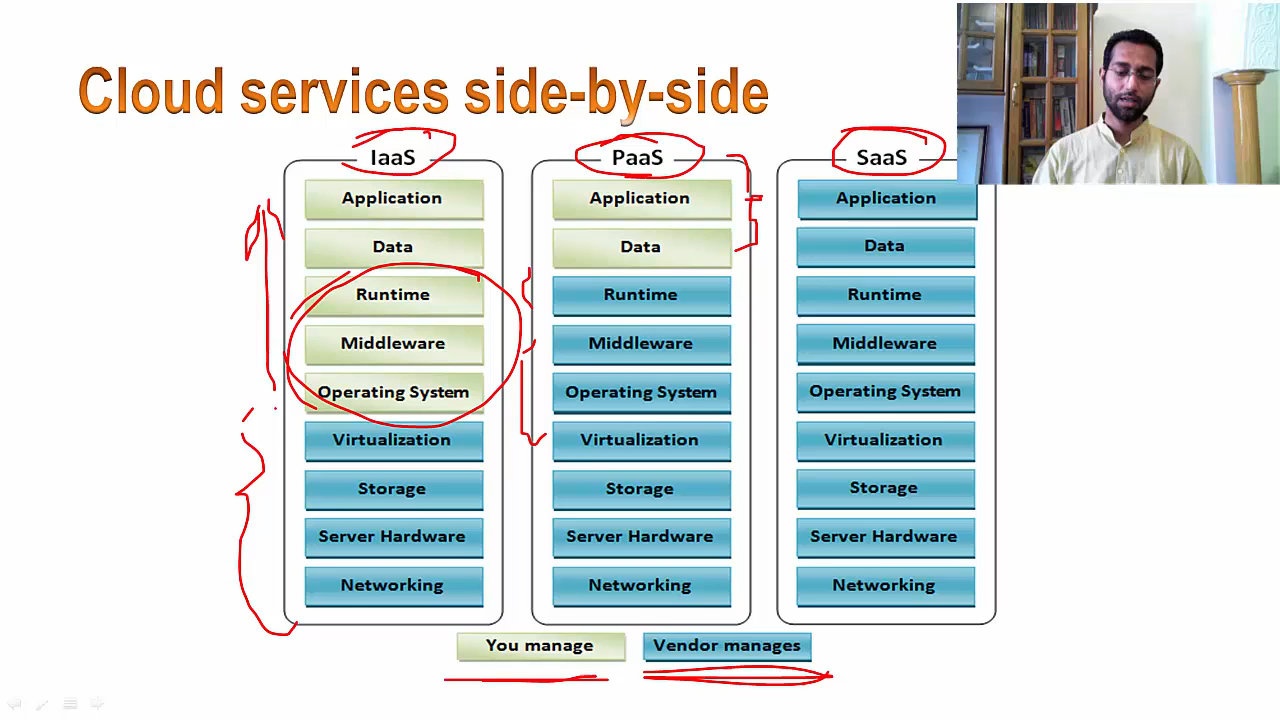 Cloud services side-by-side
IaaS
Application
Data
Runtime
Middleware
Operating System
Virtualization
Storage
Server Hardware
Networking
PaaS
Application
Data
Runtime
Middleware
Operating System
Virtualization
Storage
Server Hardware
Networking
SaaS
Application
Data
Runtime
Middleware
Operating System
Virtualization
Storage
Server Hardware
Networking
You manage
Vendor manages